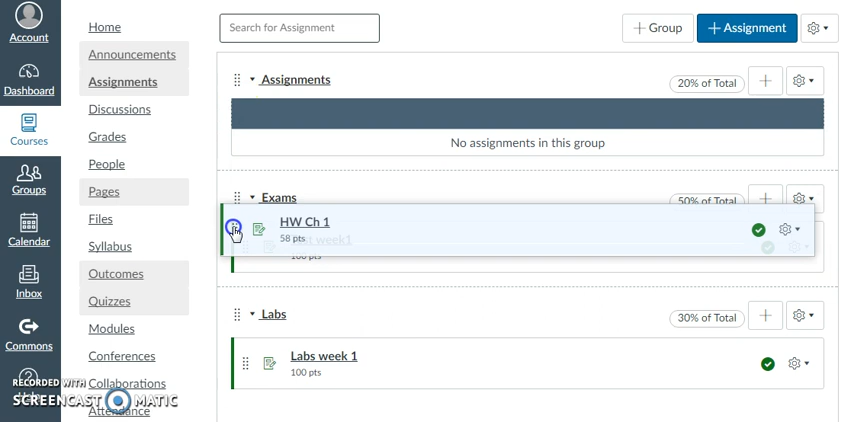 Account
Dashboard
Courses
Groups
Calendar
Inbox
Commons
Home
Announcements
Assignments
Discussions
Grades
People
Pages
Files
Syllabus
Outcomes
Quizzes
Modules
Conferences
Collaborations
Attendance
Search for Assignment
+ Group
+ Assignment
Assignments
20% of Total
No assignments in this group
Exams
50% of Total
HW Ch 1
58 pts
week1
100 pts
Labs
30% of Total
Labs week 1
100 pts
RECORDED WITH
SCREENCAST MATIC